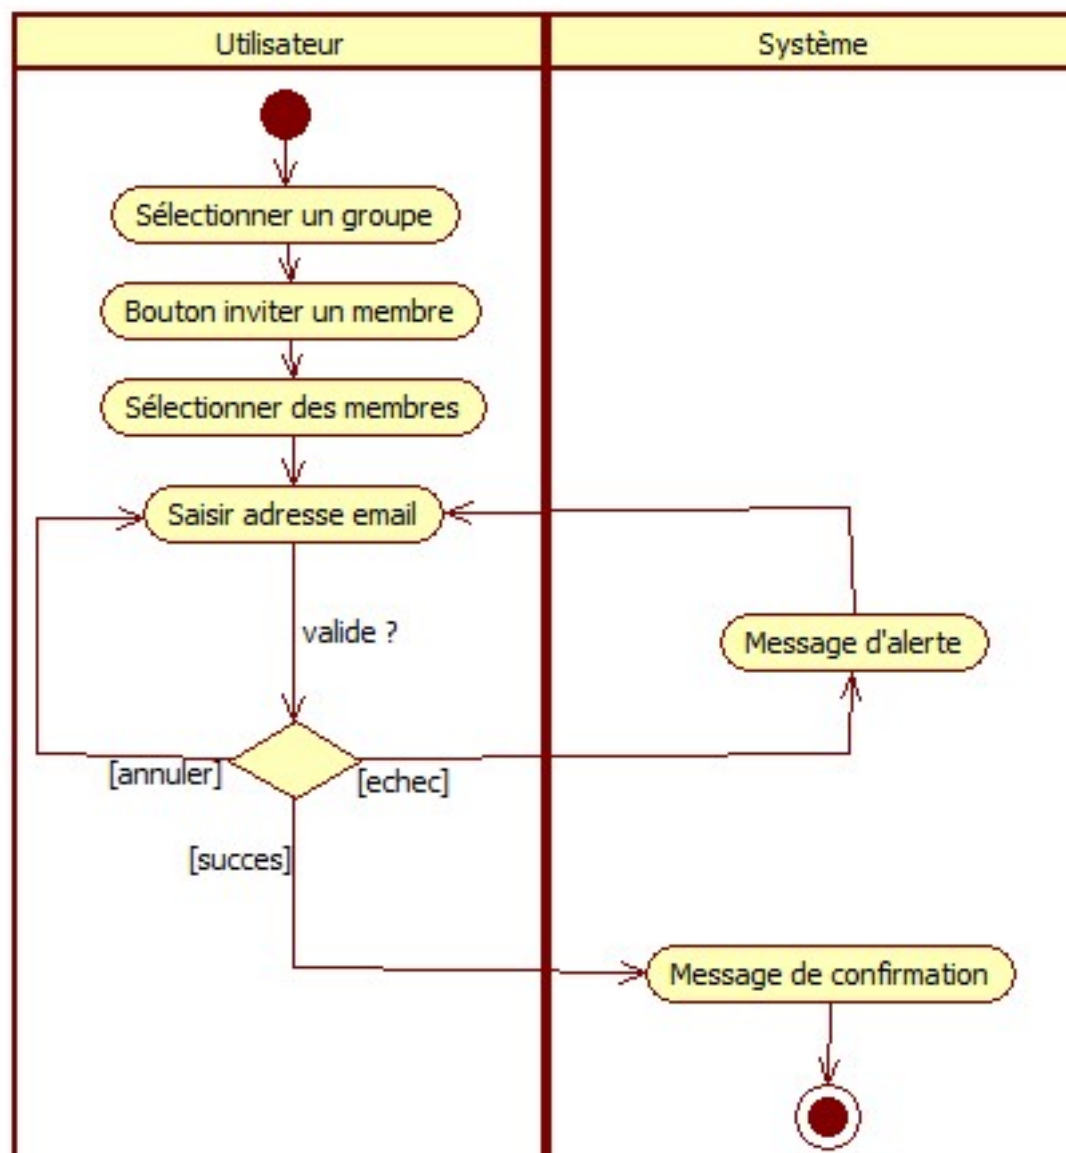 Utilisateur
Système
Sélectionner un groupe
Bouton inviter un membre
Sélectionner des membres
Saisir adresse email
valide ?
Message d'alerte
[annuler]
[echec]
[succes]
Message de confirmation